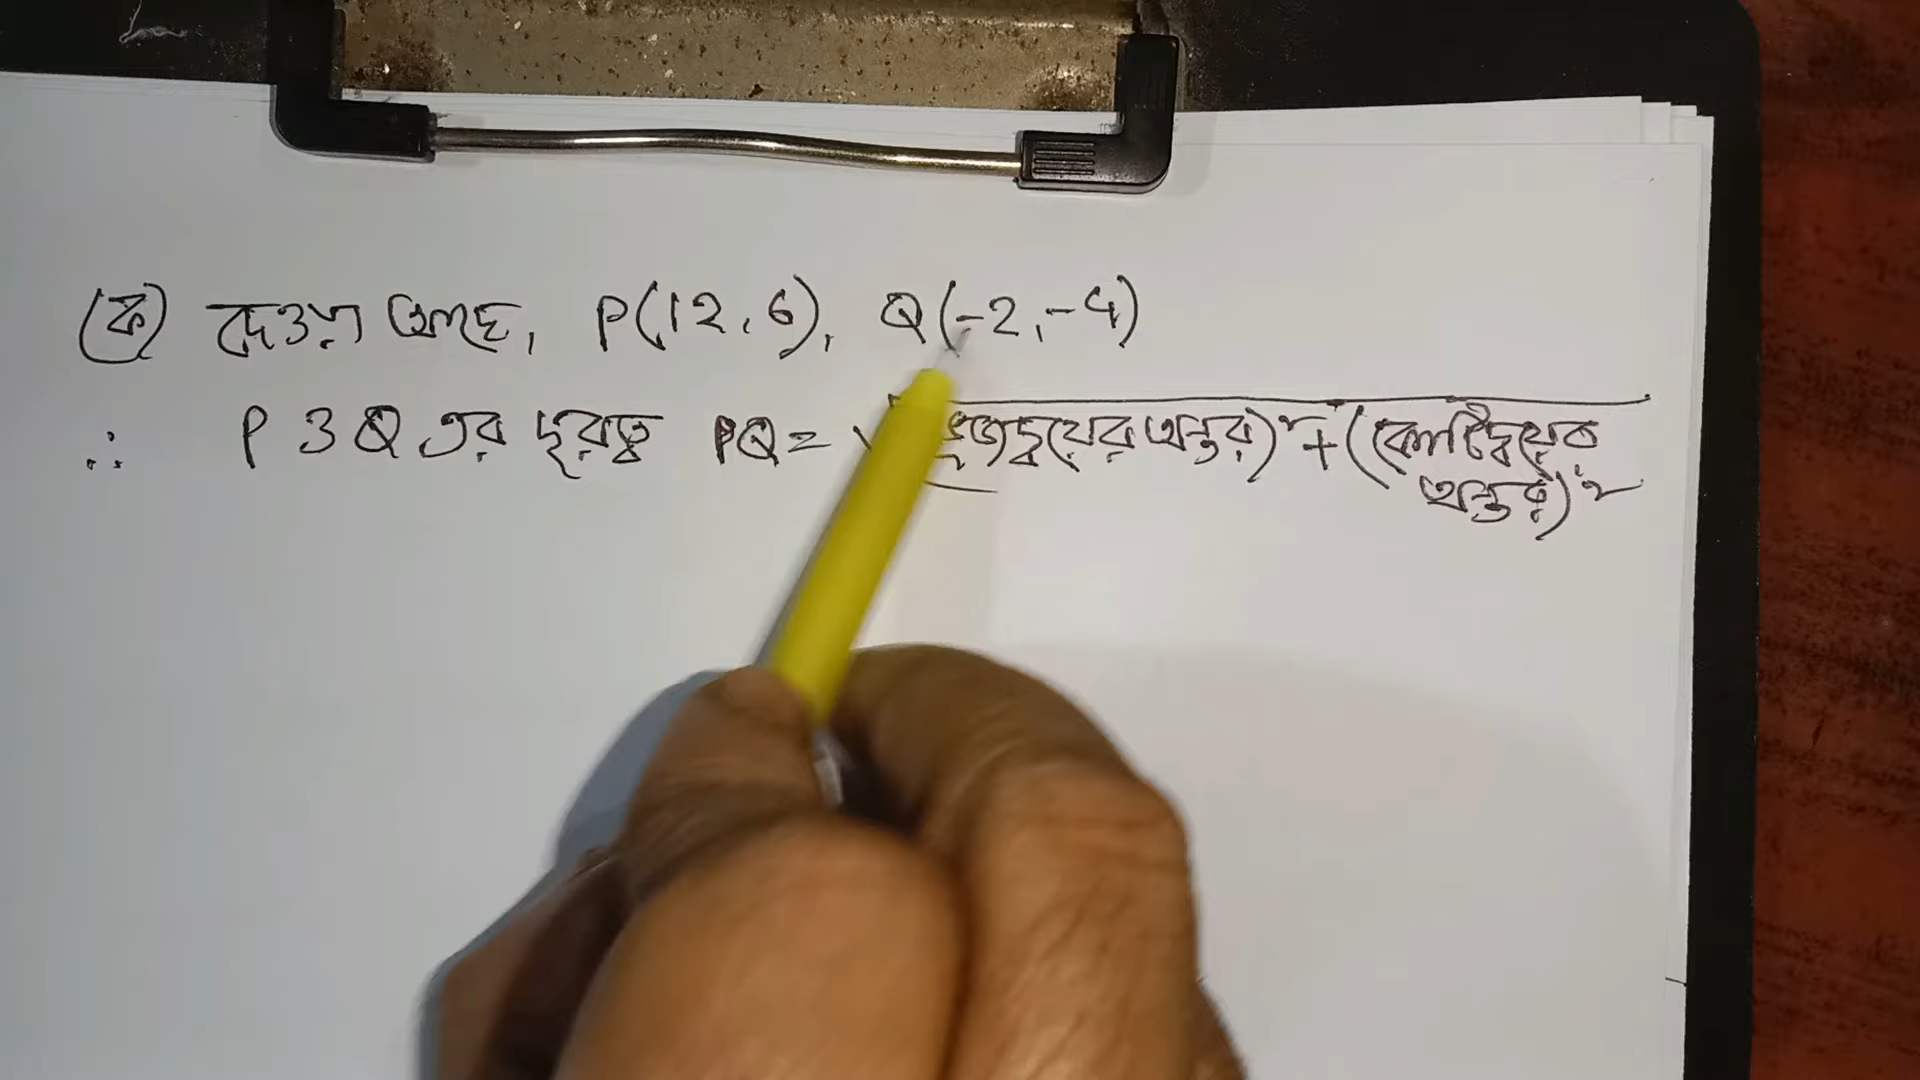 (ক) দেওয়া আছে, P(12, 6), Q(-2, -4)
∴ P ও Q এর দূরত্ব PQ = √ ভুজদ্বয়ের অন্তর)² + (কোটিদ্বয়ের
অন্তর)²